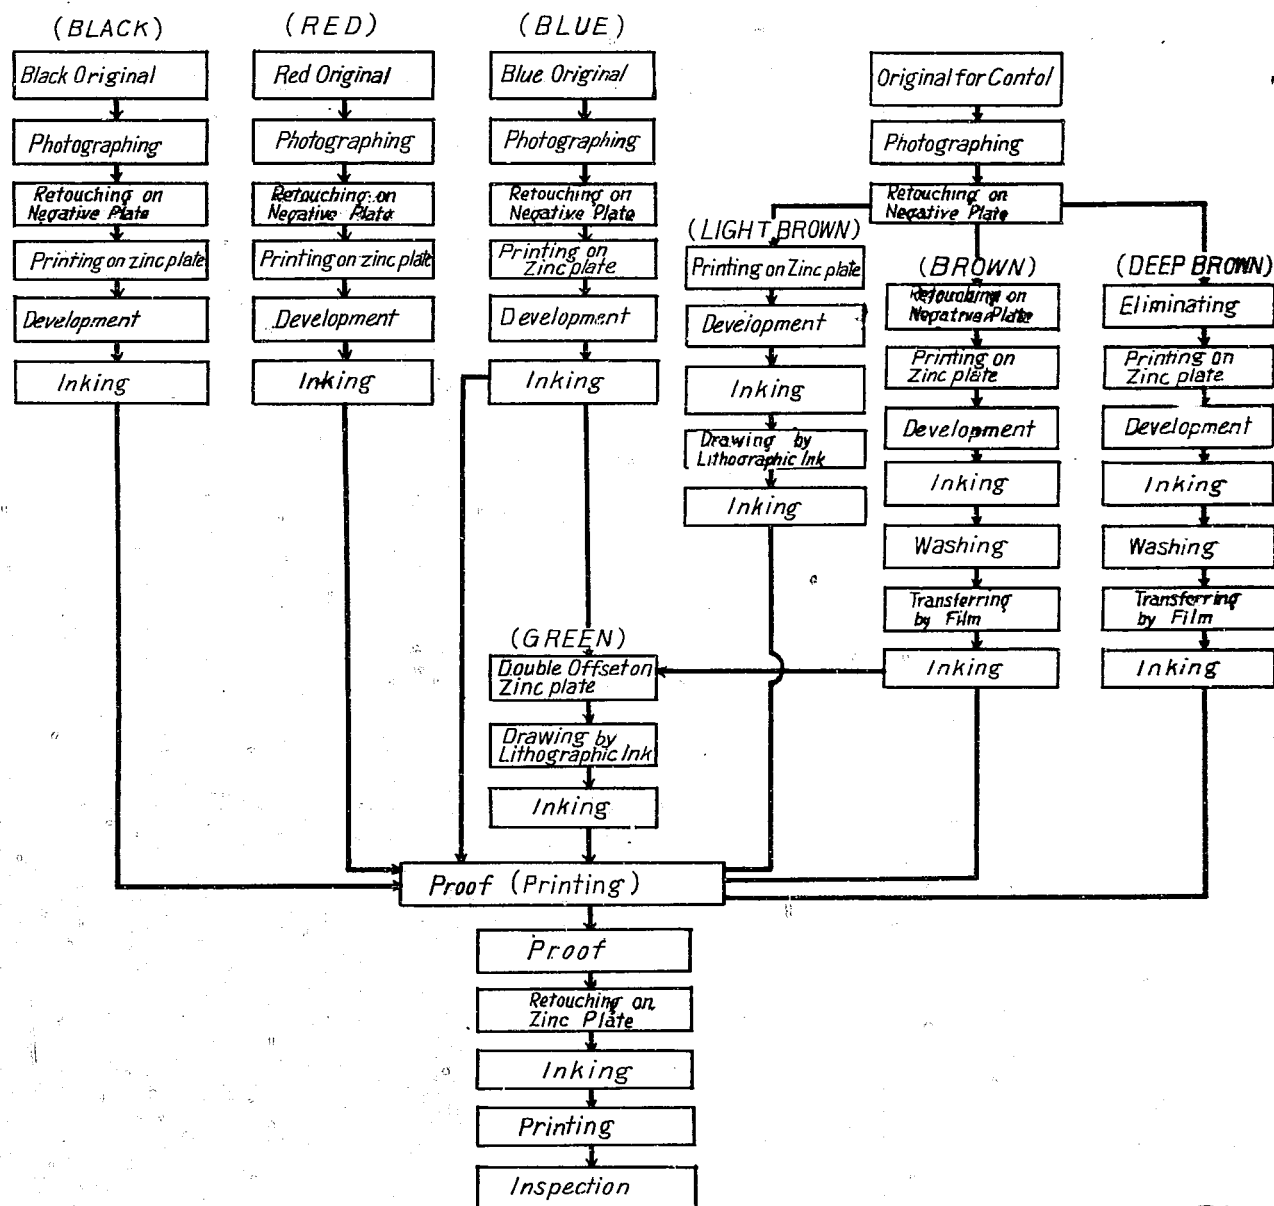 (BLACK)
Black Original
Photographing
Retouching on
Negative Plate
Printing on zinc plate
Development
Inking
(RED)
Red Original
Photographing
Retouching on
Negative Plate
Printing on zinc plate
Development
Inking
(BLUE)
Blue Original
Photographing
Retouching on
Negative Plate
Printing on
Zinc plate
Development
Inking
(GREEN)
Double Offset on
Zinc plate
Drawing by
Lithographic Ink
Inking
Original for Contol
Photographing
Retouching on
Negative Plate
(LIGHT BROWN)
Printing on Zinc plate
Development
Inking
Drawing by
Lithographic Ink
Inking
(BROWN)
Retouching on
Negative Plate
Printing on
Zinc plate
Development
Inking
Washing
Transferring
by Film
Inking
(DEEP BROWN)
Eliminating
Printing on
Zinc plate
Development
Inking
Washing
Transferring
by Film
Inking
Proof (Printing)
Proof
Retouching on
Zinc Plate
Inking
Printing
Inspection